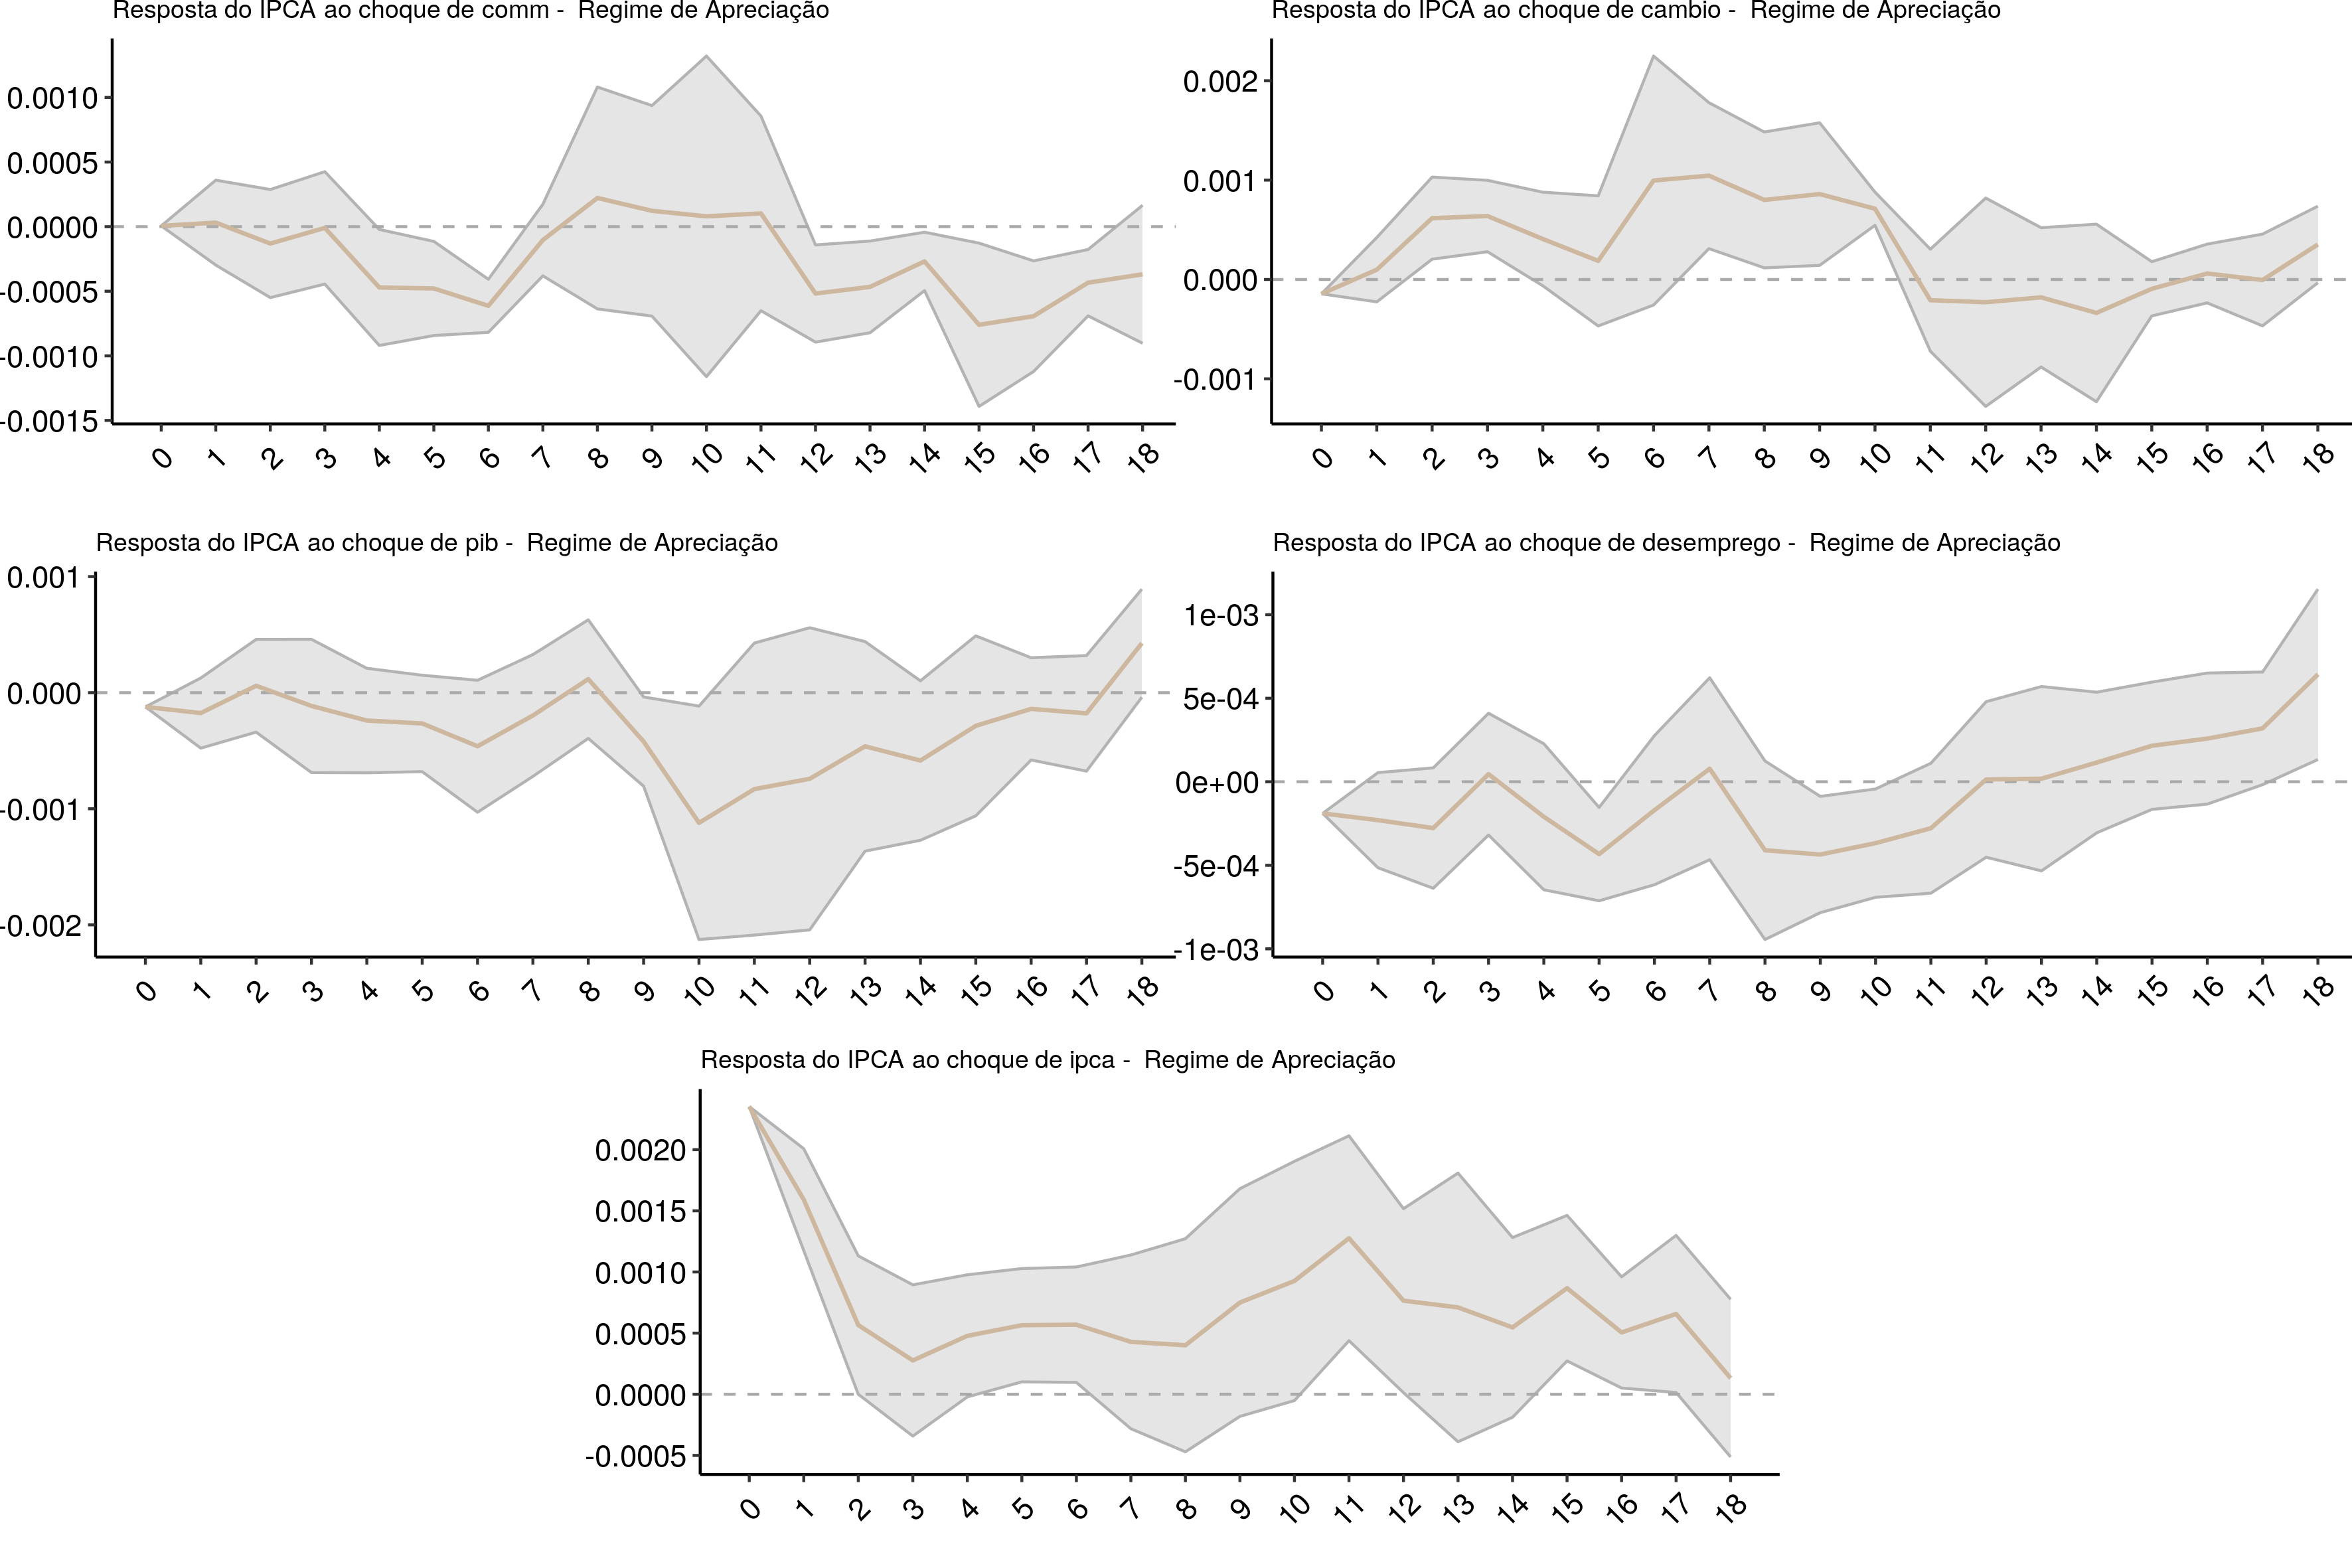 Resposta do IPCA ao choque de comm -  Regime de Apreciação
0.0010
0.0005
0.0000
-0.0005
-0.0010
-0.0015
0 1 2 3 4 5 6 7 8 9 10 11 12 13 14 15 16 17 18
Resposta do IPCA ao choque de cambio -  Regime de Apreciação
0.002
0.001
0.000
-0.001
0 1 2 3 4 5 6 7 8 9 10 11 12 13 14 15 16 17 18
Resposta do IPCA ao choque de pib -  Regime de Apreciação
0.001
0.000
-0.001
-0.002
0 1 2 3 4 5 6 7 8 9 10 11 12 13 14 15 16 17 18
Resposta do IPCA ao choque de desemprego -  Regime de Apreciação
1e-03
5e-04
0e+00
-5e-04
-1e-03
0 1 2 3 4 5 6 7 8 9 10 11 12 13 14 15 16 17 18
Resposta do IPCA ao choque de ipca -  Regime de Apreciação
0.0020
0.0015
0.0010
0.0005
0.0000
-0.0005
0 1 2 3 4 5 6 7 8 9 10 11 12 13 14 15 16 17 18